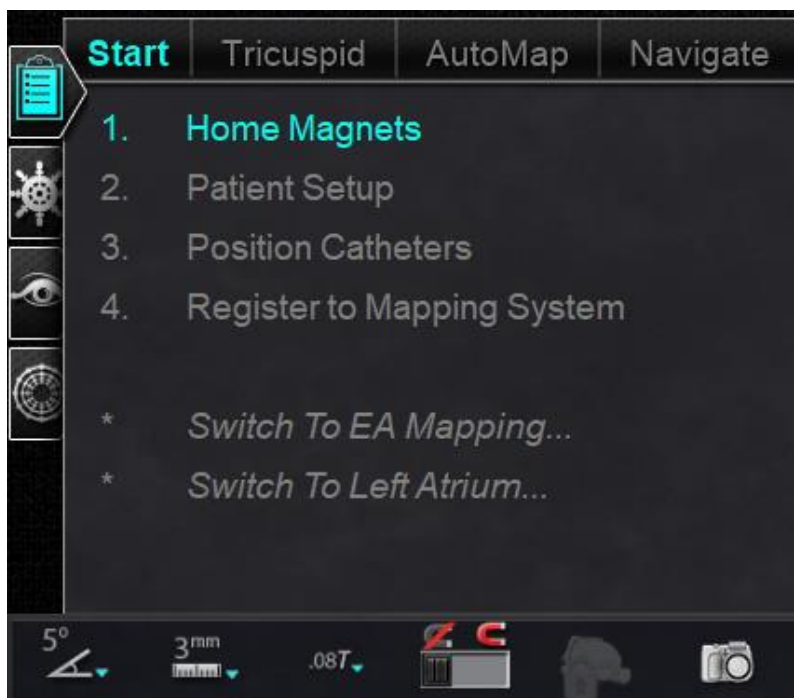 Start Tricuspid AutoMap Navigate
1. Home Magnets
2. Patient Setup
3. Position Catheters
4. Register to Mapping System
* Switch To EA Mapping...
* Switch To Left Atrium...
5° 3mm .08T